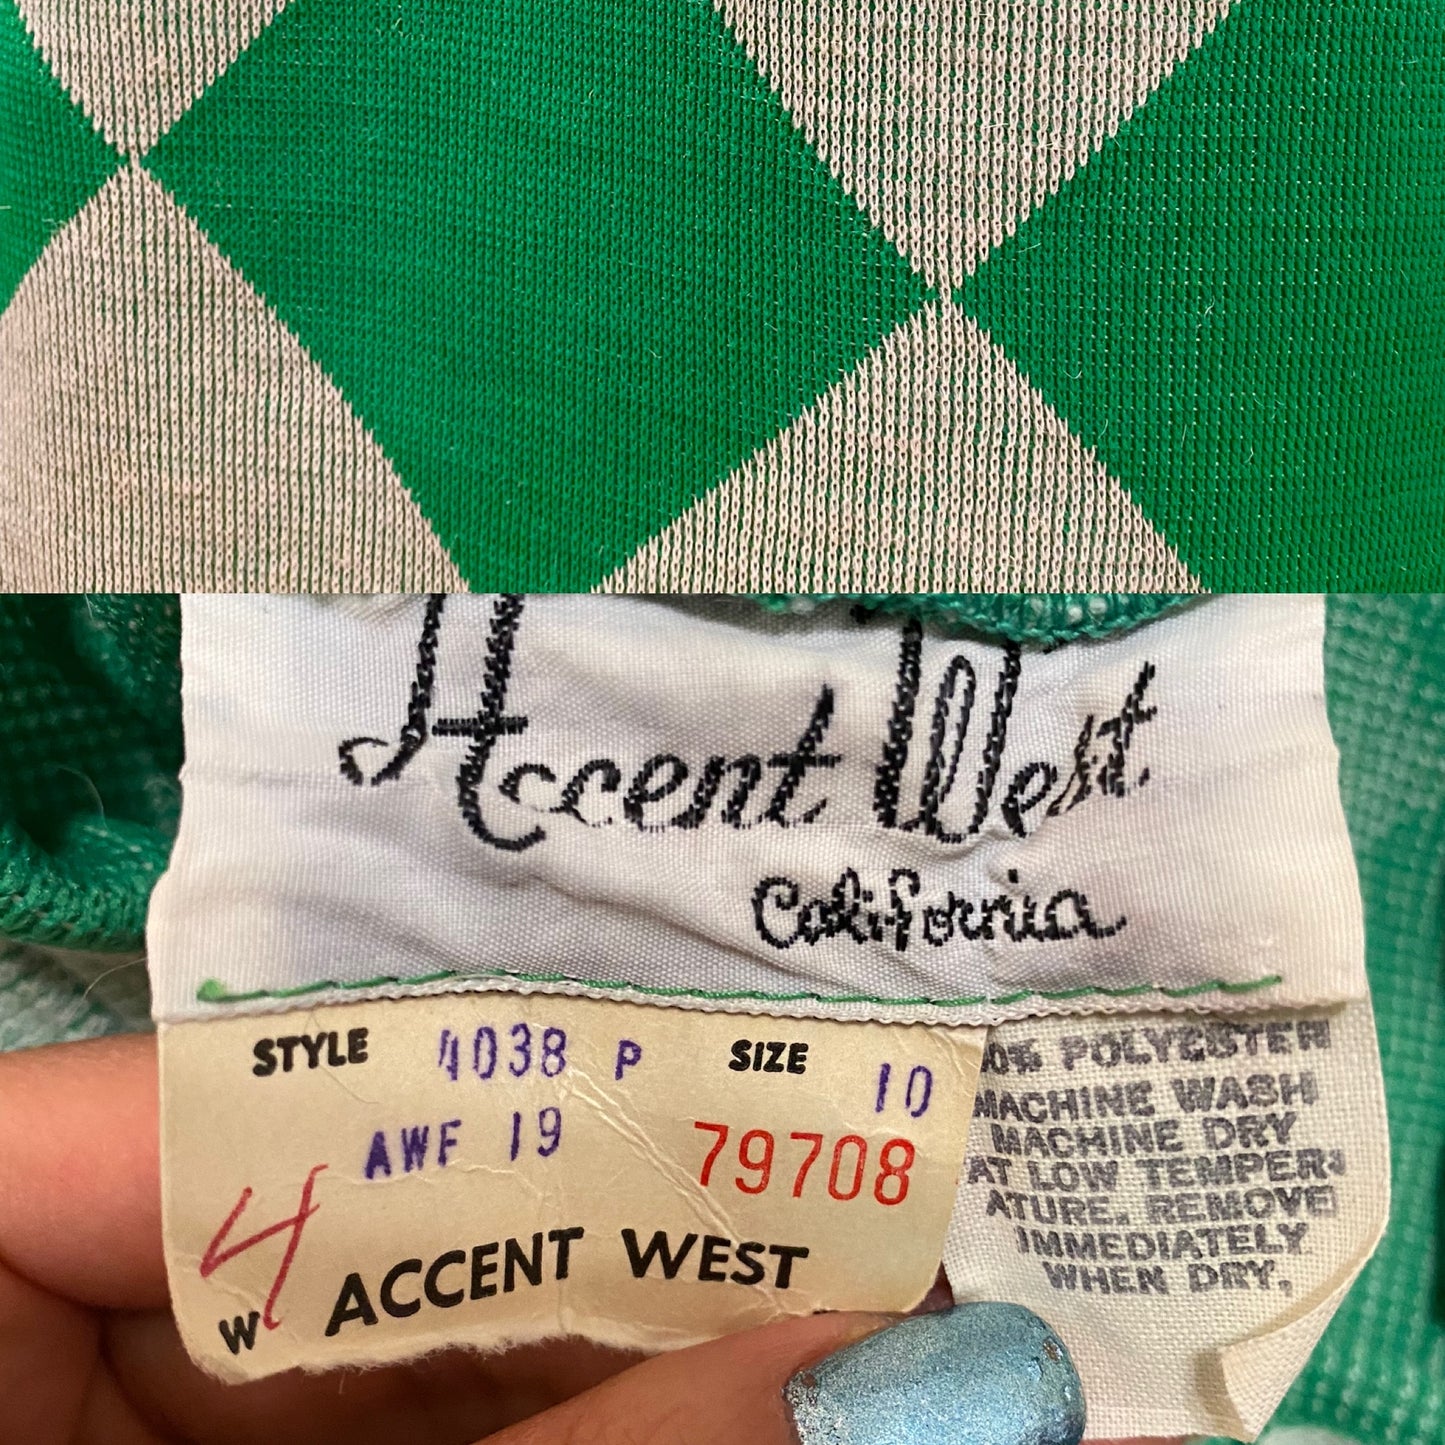 Accent West
California
STYLE 4038 P SIZE 10
AWF 19
79708
4
W ACCENT WEST
00% POLYESTER
MACHINE WASH
MACHINE DRY
AT LOW TEMPER-
ATURE. REMOVE
IMMEDIATELY
WHEN DRY.